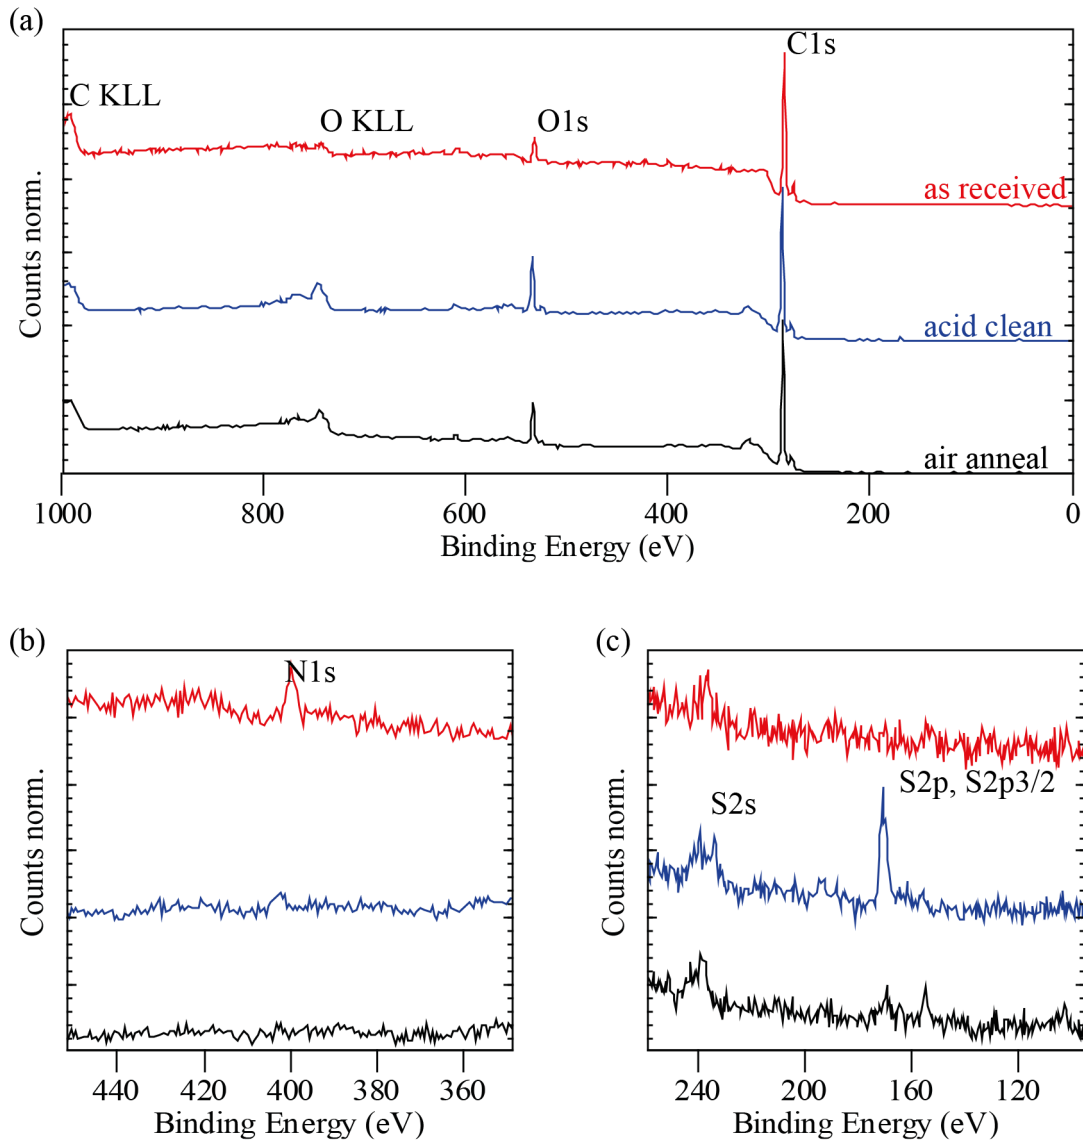 (a)
C1s
C KLL
O KLL
O1s
as received
acid clean
air anneal
Counts norm.
1000 800 600 400 200 0
Binding Energy (eV)
(b) (c)
N1s
S2p, S2p3/2
S2s
Counts norm. Counts norm.
440 420 400 380 360 240 200 160 120
Binding Energy (eV) Binding Energy (eV)